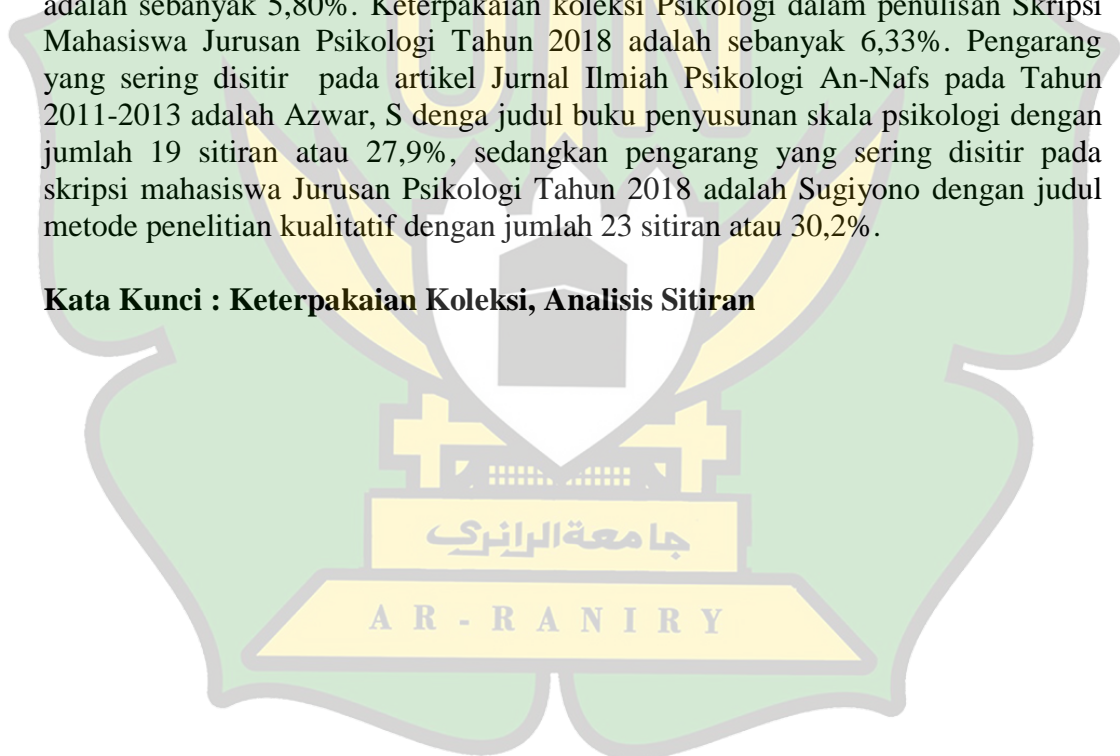 adalah sebanyak 5,80%. Keterpakaian koleksi Psikologi dalam penulisan Skripsi
Mahasiswa Jurusan Psikologi Tahun 2018 adalah sebanyak 6,33%. Pengarang
yang sering disitir pada artikel Jurnal Ilmiah Psikologi An-Nafs pada Tahun
2011-2013 adalah Azwar, S denga judul buku penyusunan skala psikologi dengan
jumlah 19 sitiran atau 27,9%, sedangkan pengarang yang sering disitir pada
skripsi mahasiswa Jurusan Psikologi Tahun 2018 adalah Sugiyono dengan judul
metode penelitian kualitatif dengan jumlah 23 sitiran atau 30,2%.
Kata Kunci : Keterpakaian Koleksi, Analisis Sitiran
UIN
جامعةالرانري
AR-RANIRY